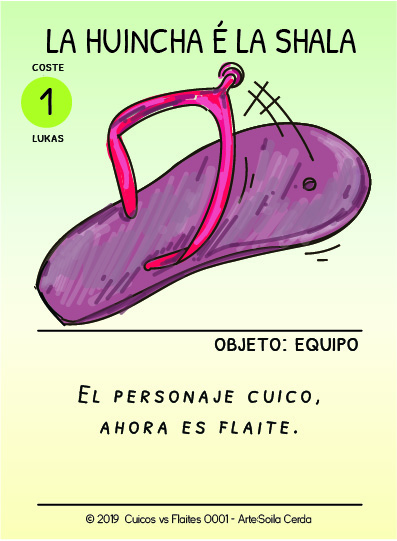 LA HUINCHA É LA SHALA
COSTE
1
LUKAS
OBJETO: EQUIPO
El personaje cuico,
ahora es flaite.
© 2019 Cuicos vs Flaites 0001 - Arte:Soila Cerda